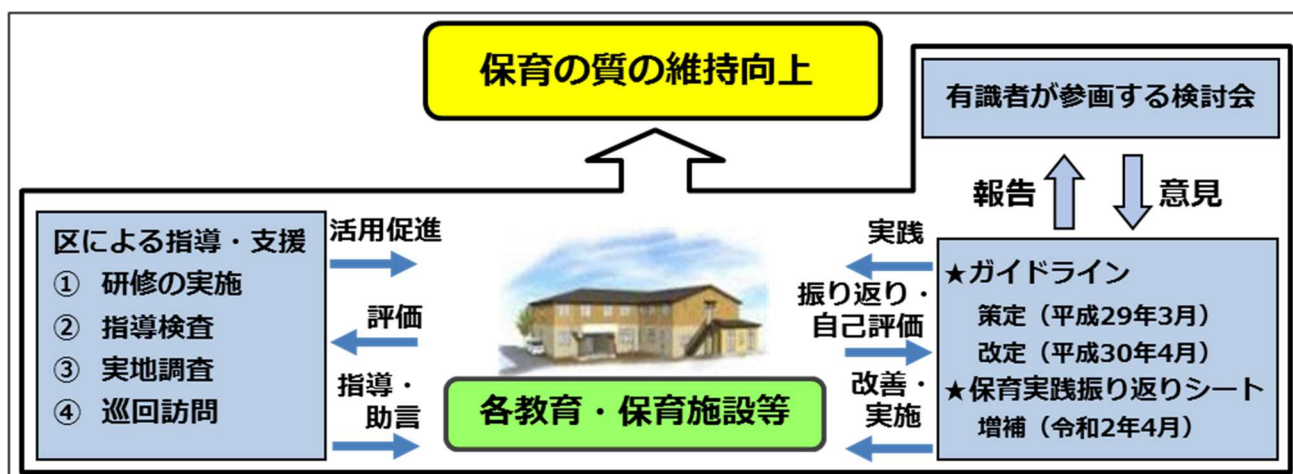 保育の質の維持向上
有識者が参画する検討会
報告
意見
区による指導・支援
① 研修の実施
② 指導検査
③ 実地調査
④ 巡回訪問
活用促進
評価
指導・
助言
各教育・保育施設等
実践
振り返り・
自己評価
改善・
実施
★ガイドライン
策定（平成29年3月）
改定（平成30年4月）
★保育実践振り返りシート
増補（令和2年4月）